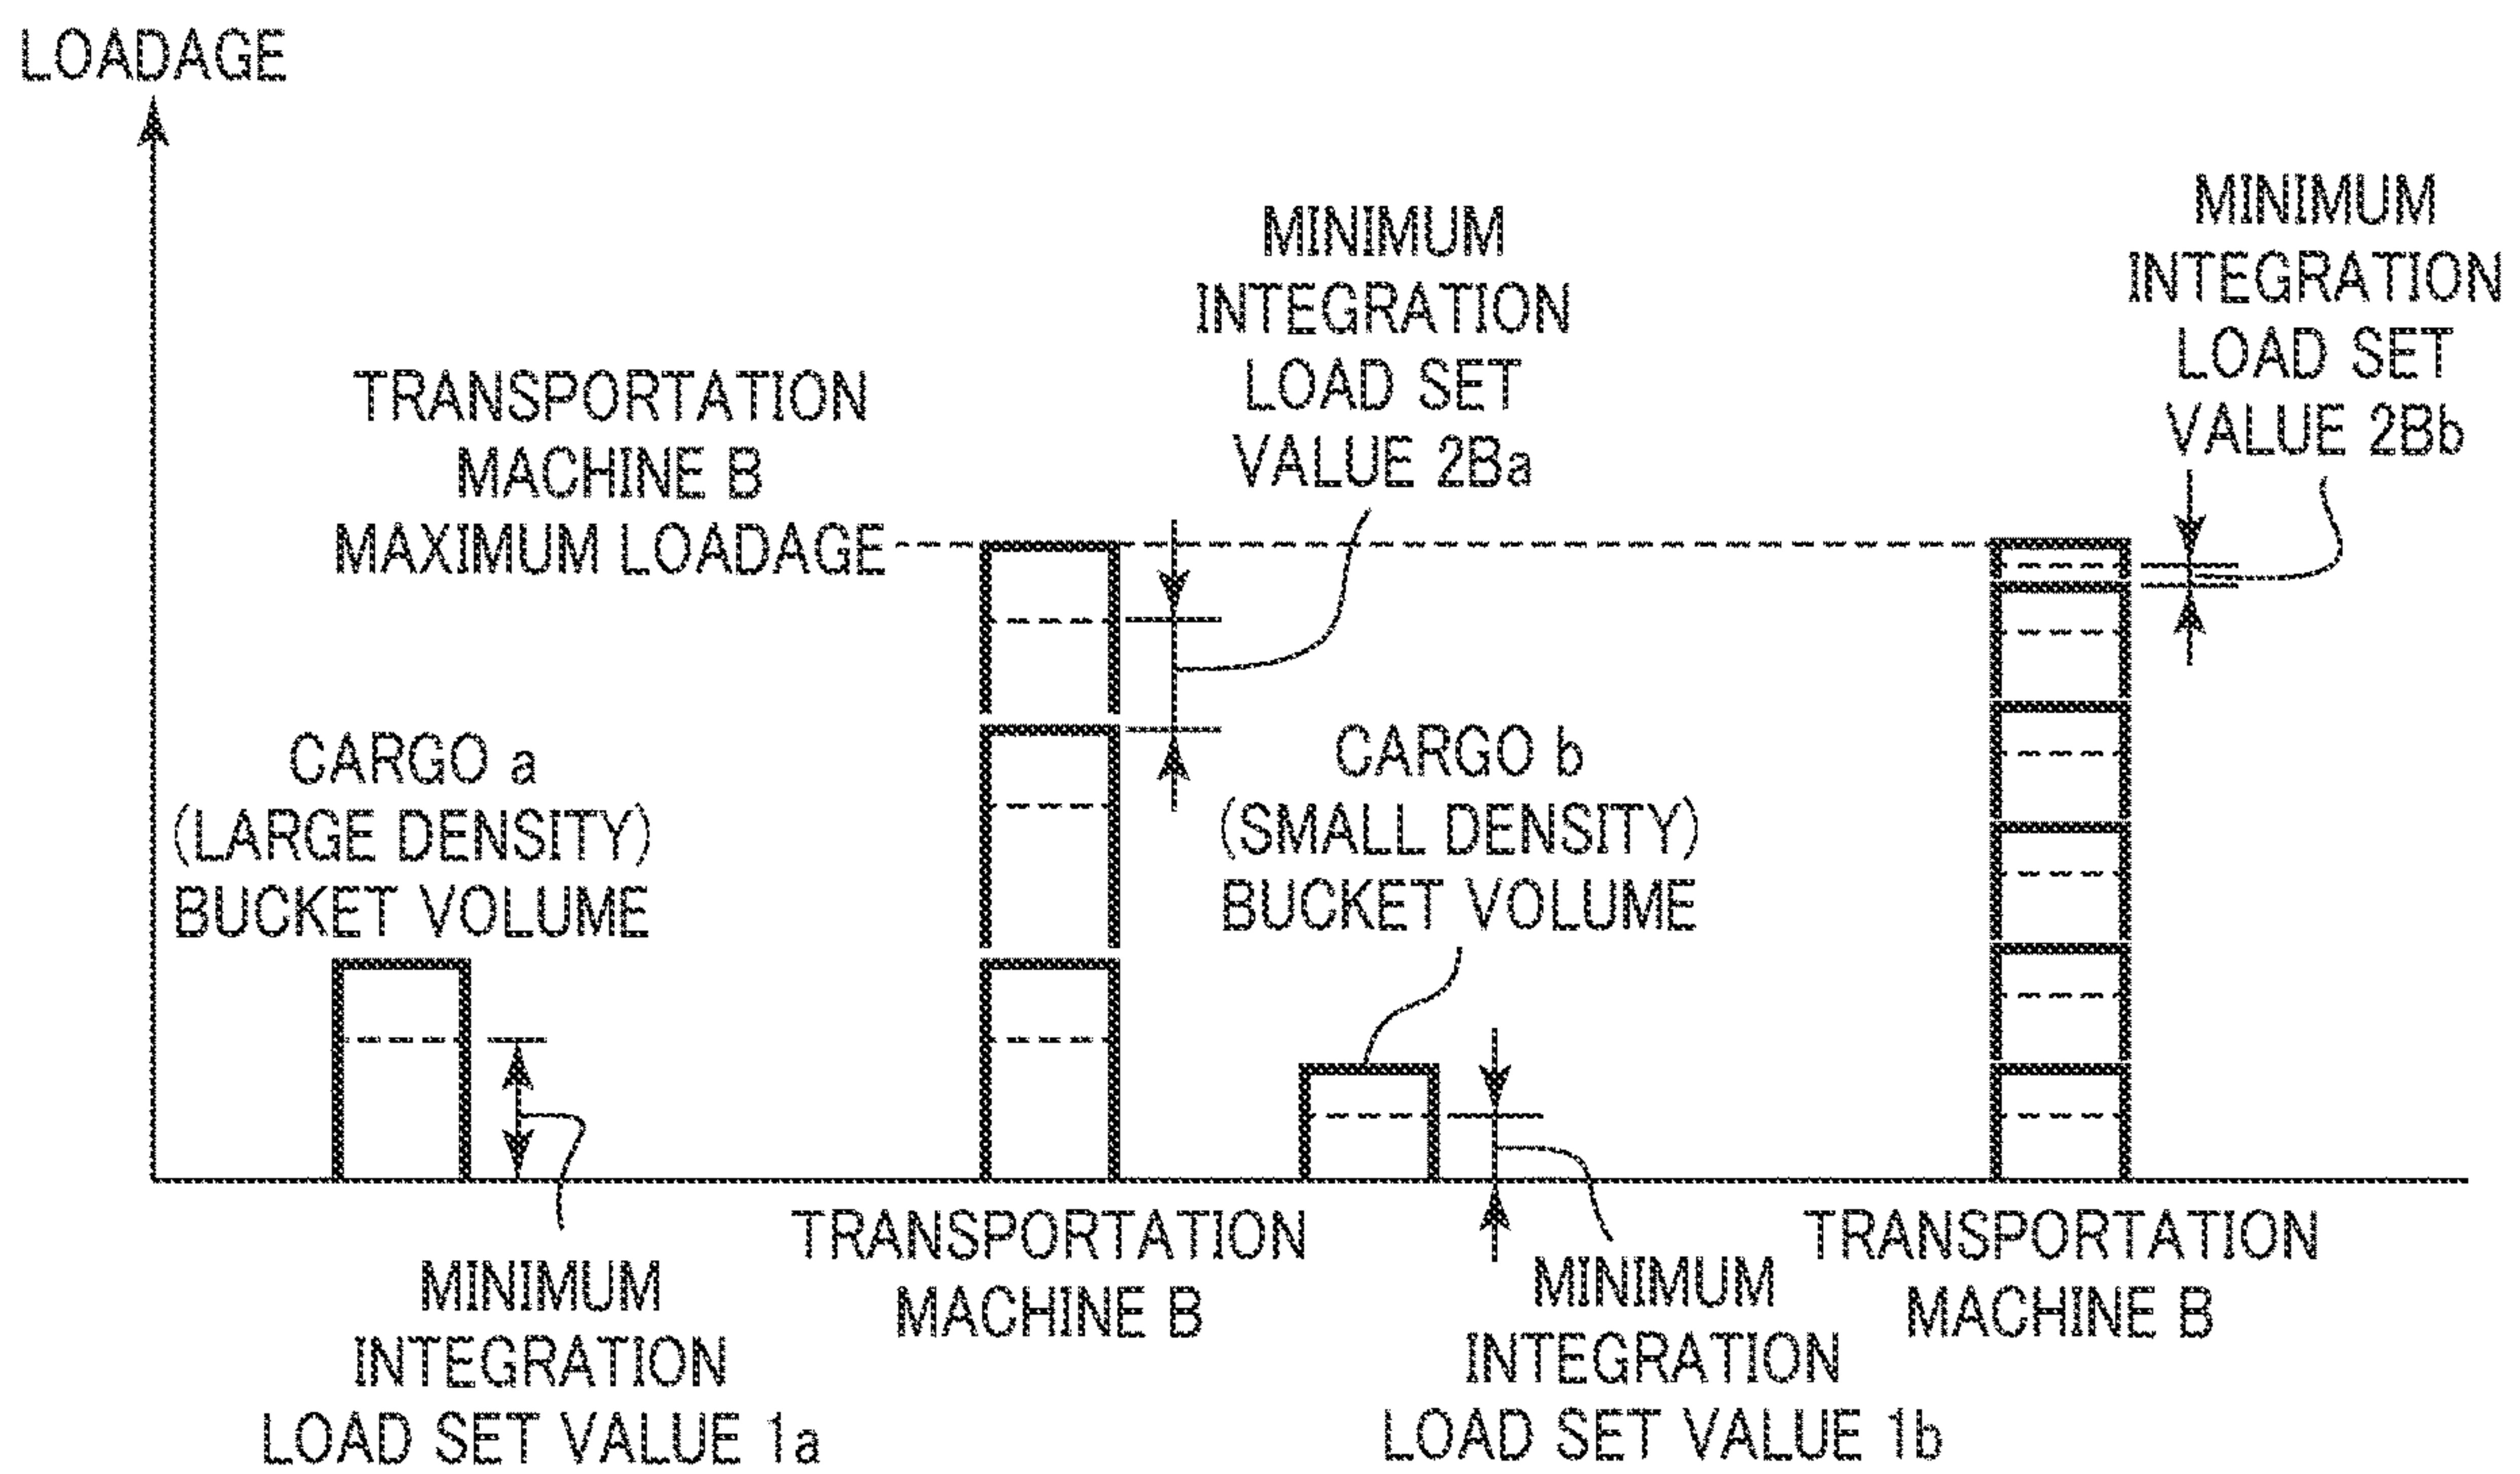 LOADAGE
MINIMUM
INTEGRATION
LOAD SET
VALUE 2Bb
MINIMUM
INTEGRATION
LOAD SET
VALUE 2Ba
TRANSPORTATION
MACHINE B
MAXIMUM LOADAGE
CARGO a
(LARGE DENSITY)
BUCKET VOLUME
CARGO b
(SMALL DENSITY)
BUCKET VOLUME
MINIMUM
INTEGRATION
LOAD SET VALUE 1a
TRANSPORTATION
MACHINE B
MINIMUM
INTEGRATION
LOAD SET VALUE 1b
TRANSPORTATION
MACHINE B